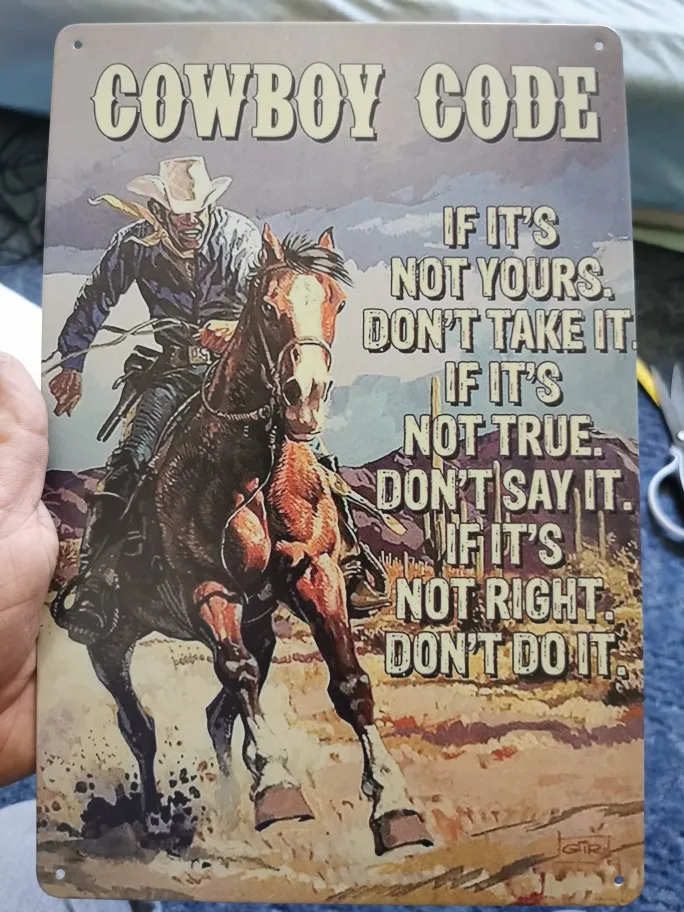 COWBOY CODE
IF IT'S
NOT YOURS.
DON'T TAKE IT.
IF IT'S
NOT TRUE.
DON'T SAY IT.
IF IT'S
NOT RIGHT.
DON'T DO IT.